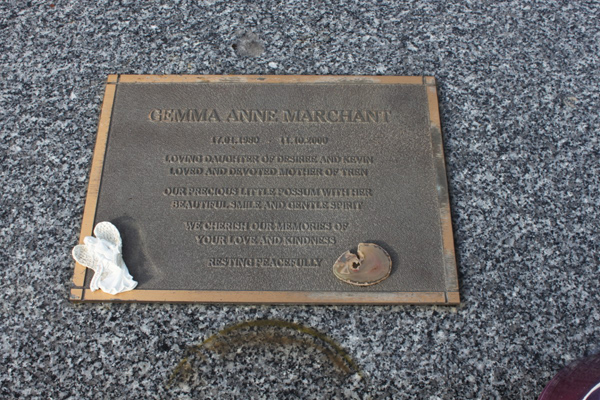 GEMMA ANNE MARCHANT
17.01.1980 - 11.10.2000
LOVING DAUGHTER OF DESIREE AND KEVIN
LOVED AND DEVOTED MOTHER OF TREN
OUR PRECIOUS LITTLE POSSUM WITH HER
BEAUTIFUL SMILE AND GENTLE SPIRIT
WE CHERISH OUR MEMORIES OF
YOUR LOVE AND KINDNESS
RESTING PEACEFULLY